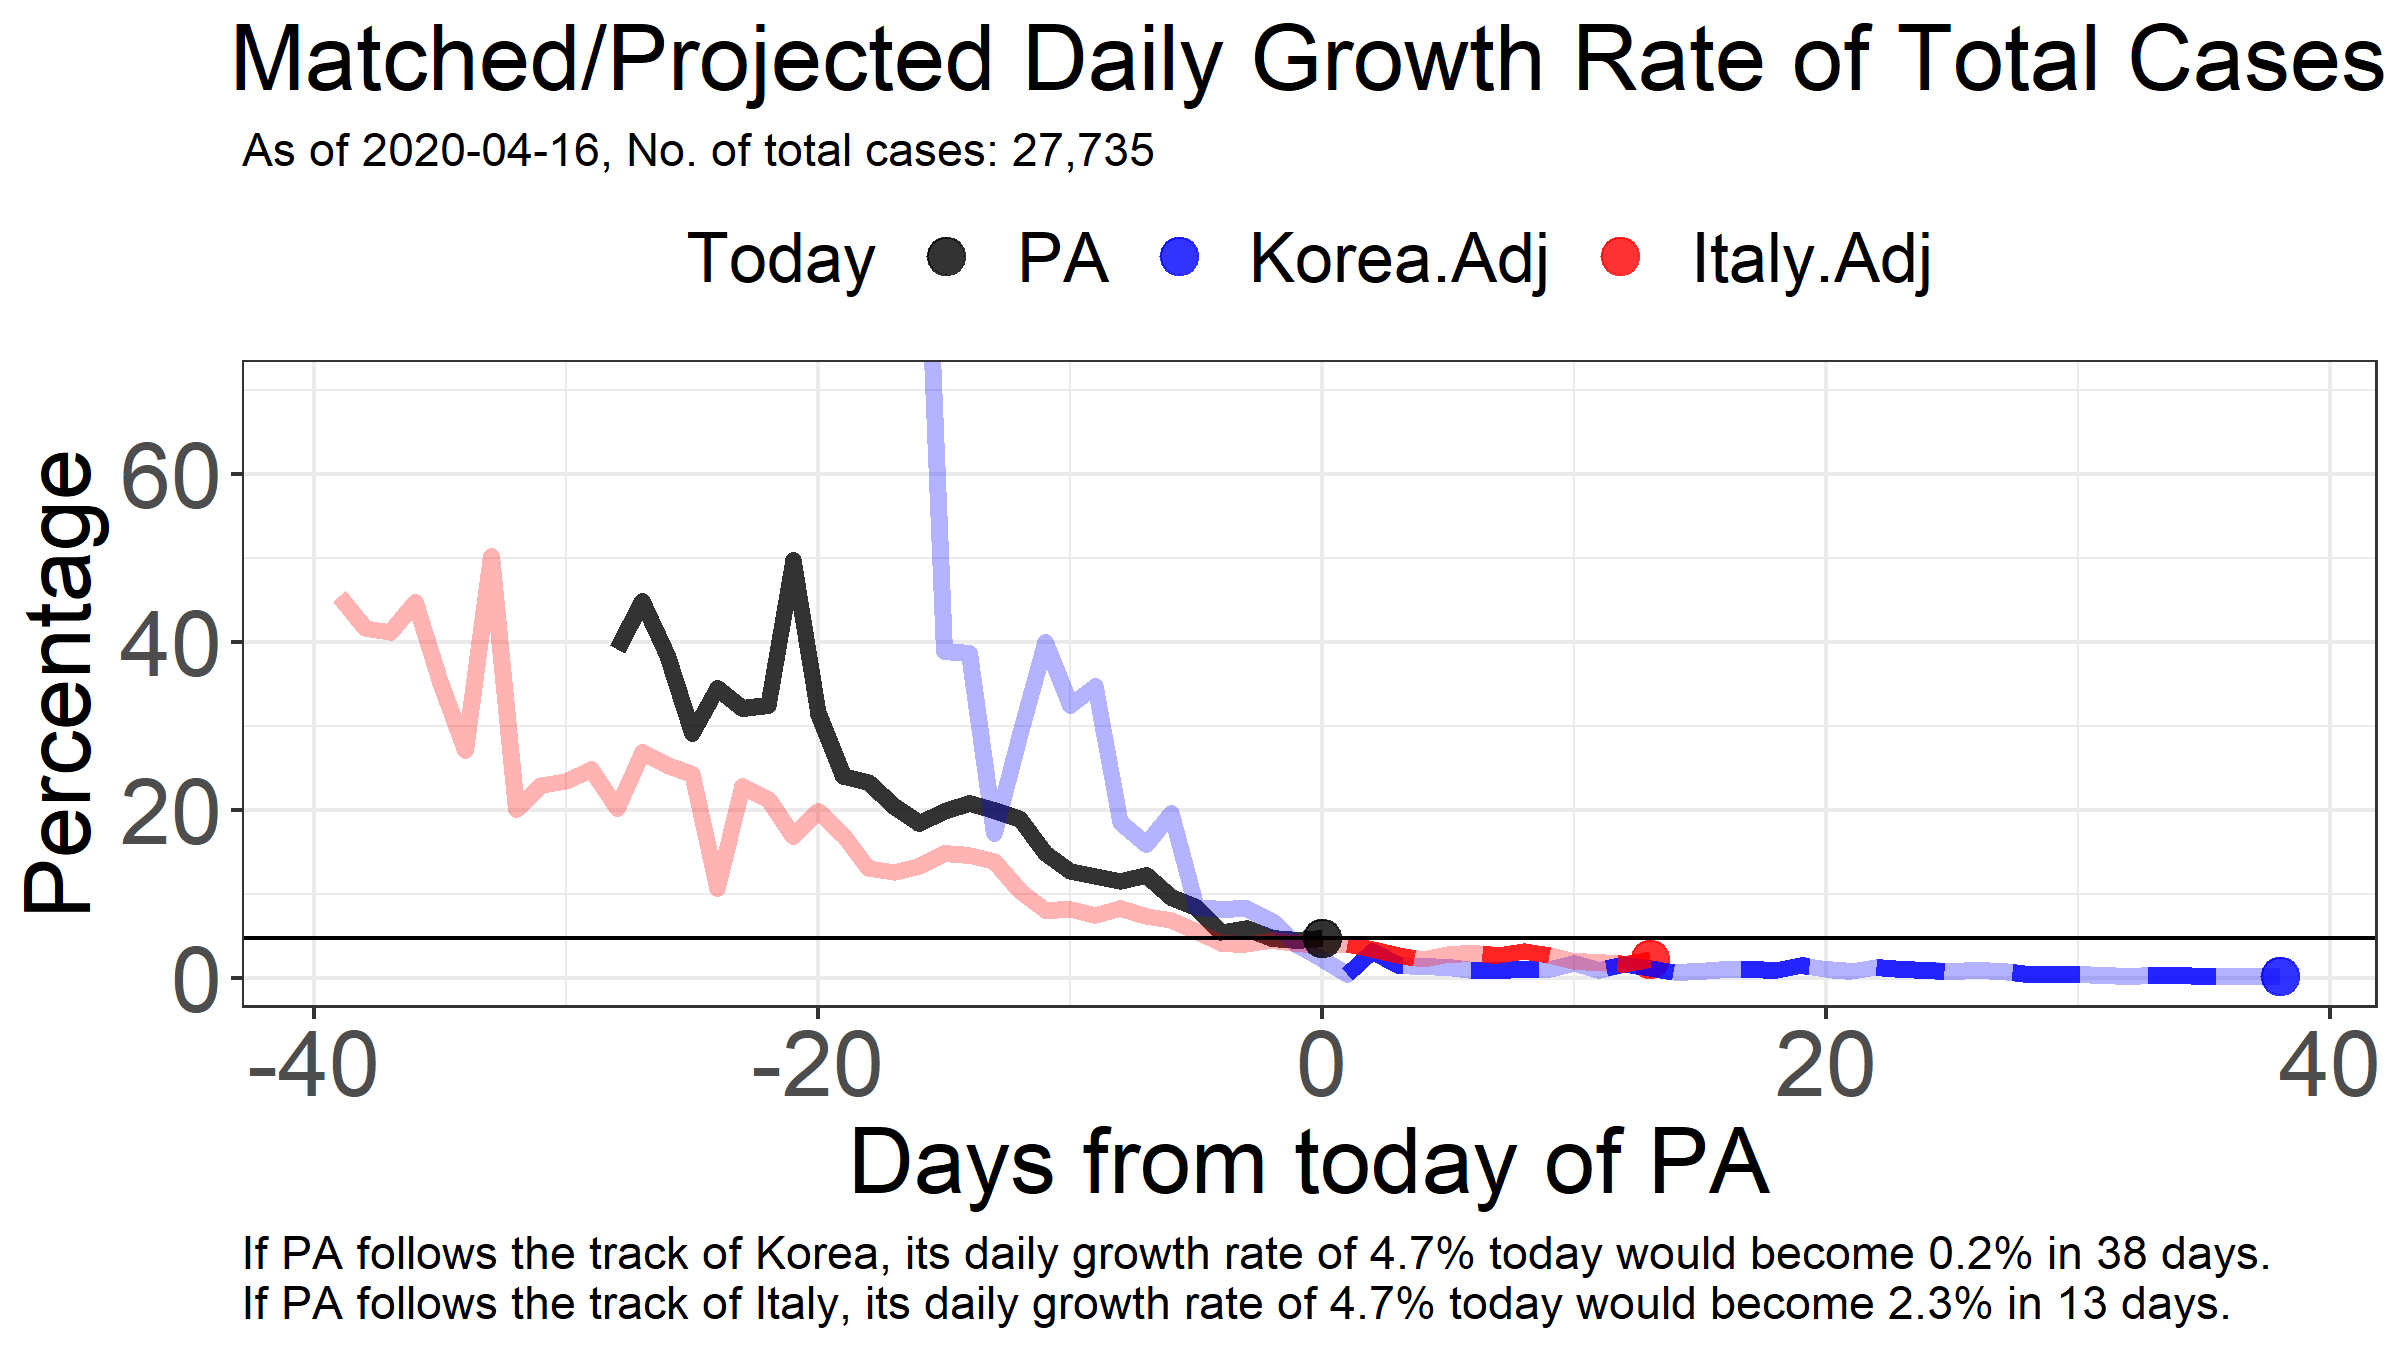 Matched/Projected Daily Growth Rate of Total Cases
As of 2020-04-16, No. of total cases: 27,735
Today PA Korea.Adj Italy.Adj
Percentage
60
40
20
0
-40 -20 0 20 40
Days from today of PA
If PA follows the track of Korea, its daily growth rate of 4.7% today would become 0.2% in 38 days.
If PA follows the track of Italy, its daily growth rate of 4.7% today would become 2.3% in 13 days.